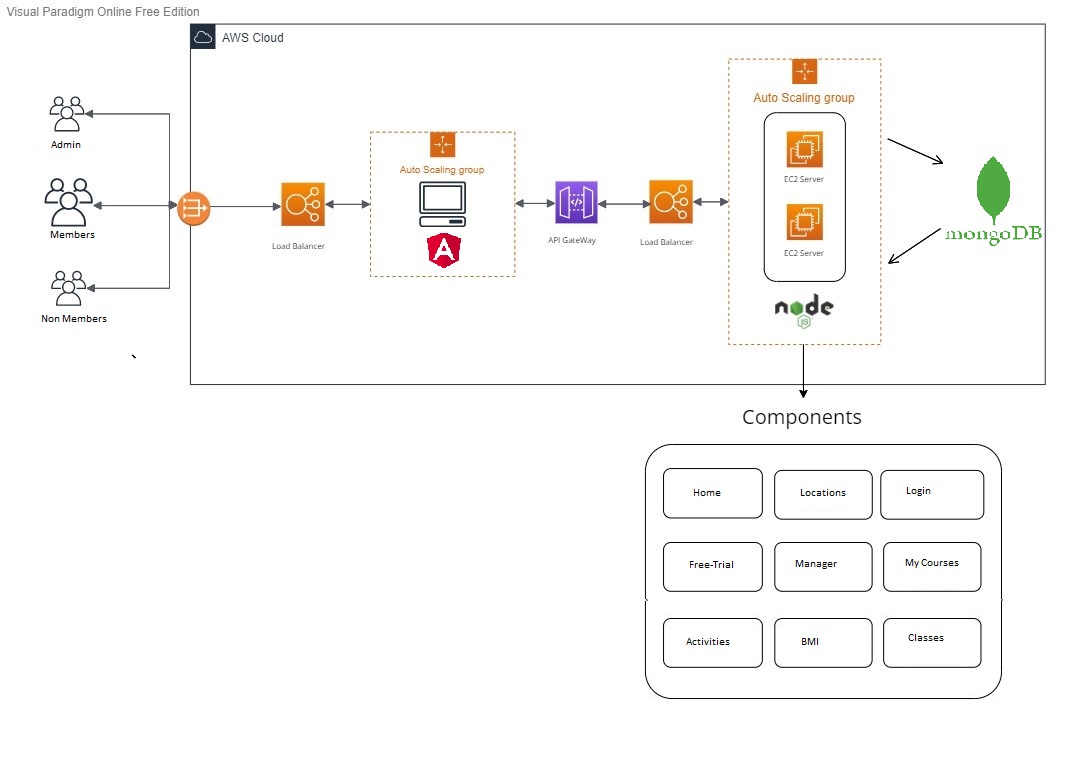 Visual Paradigm Online Free Edition
AWS Cloud
Admin
Members
Non Members
Load Balancer
Auto Scaling group
A
API GateWay
Load Balancer
Auto Scaling group
EC2 Server
EC2 Server
node
JS
mongoDB
Components
Home
Locations
Login
Free-Trial
Manager
My Courses
Activities
BMI
Classes